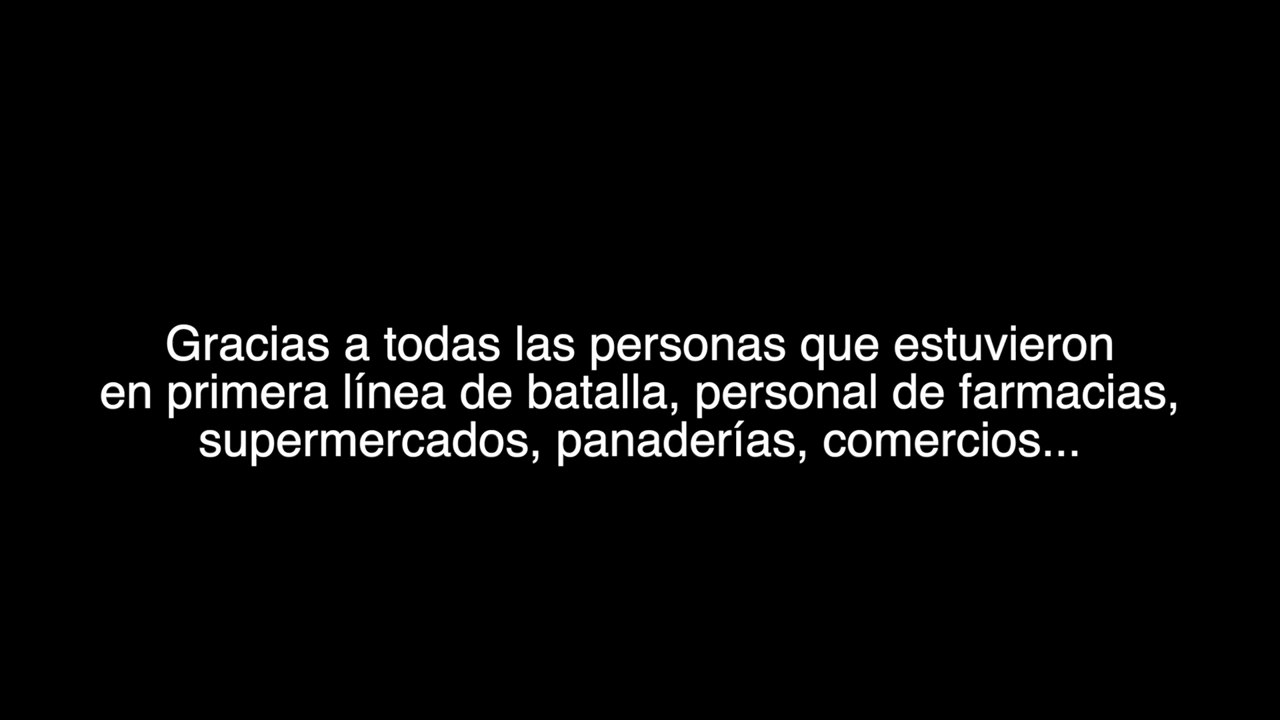 Gracias a todas las personas que estuvieron
en primera línea de batalla, personal de farmacias,
supermercados, panaderías, comercios...